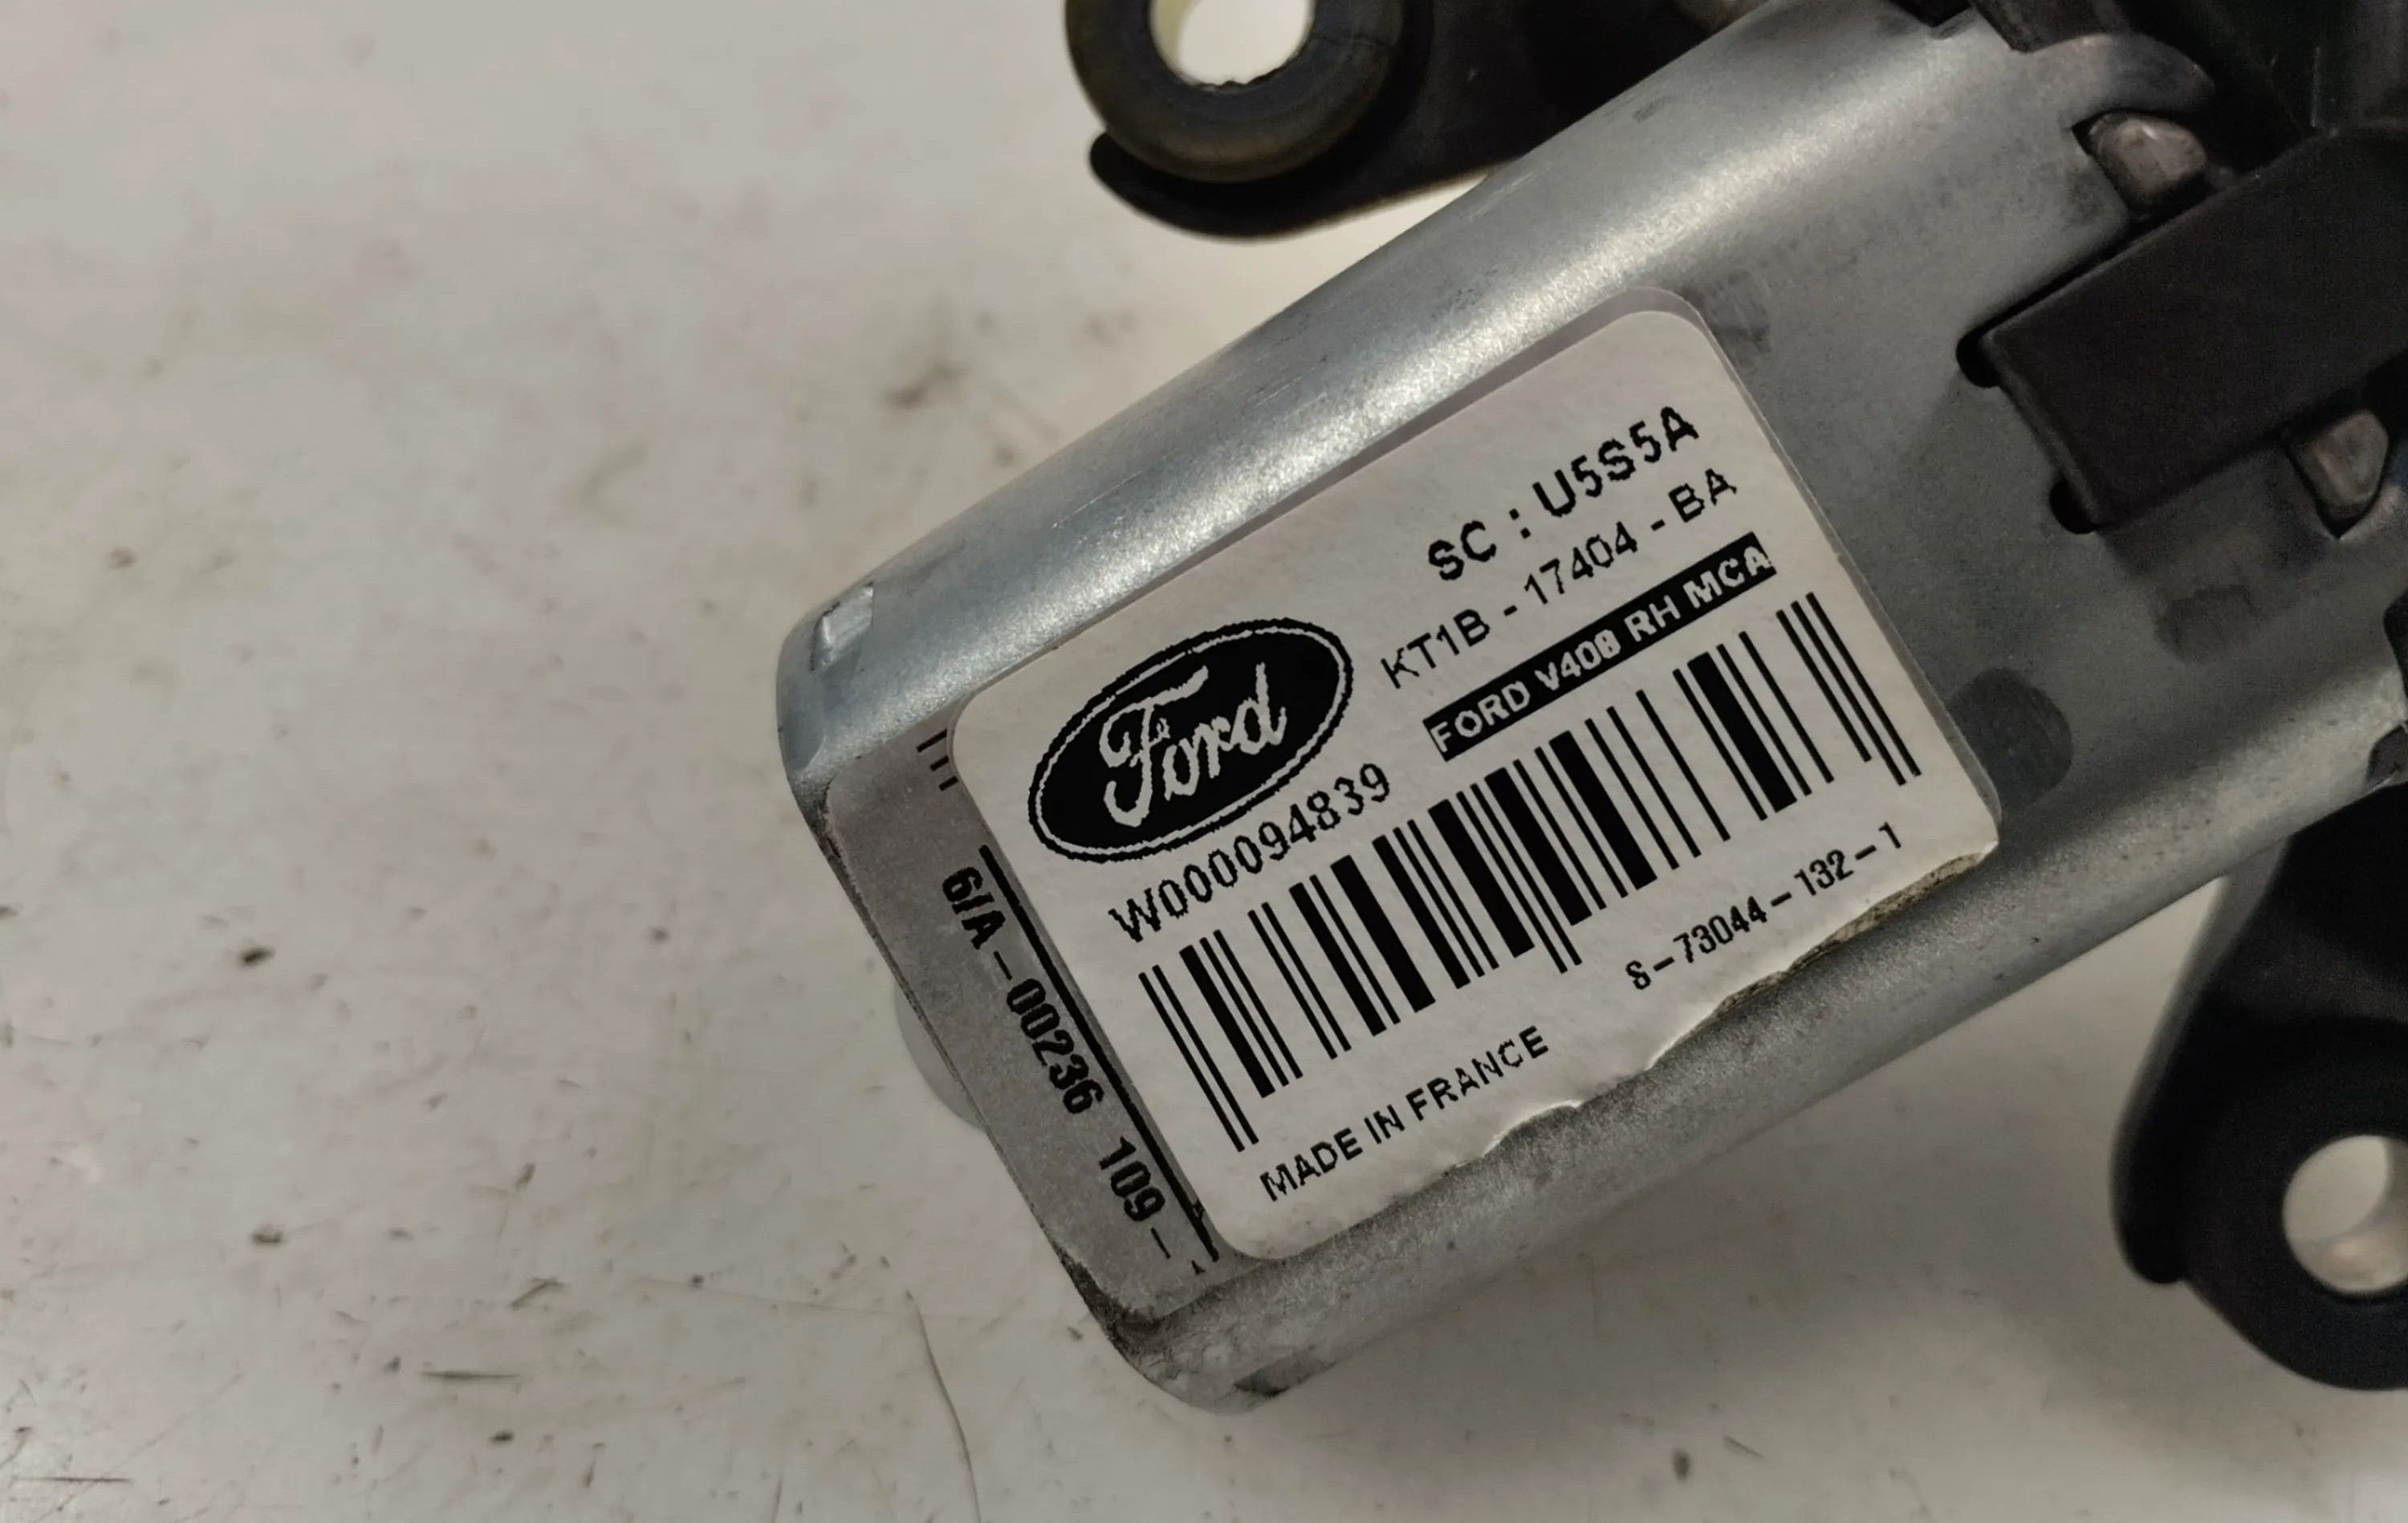 SC : U5S5A
KT1B - 17404 - BA
FORD V408 RH MCA
Ford
W000094839
S-73044-132-1
MADE IN FRANCE
6/A-00236 109-